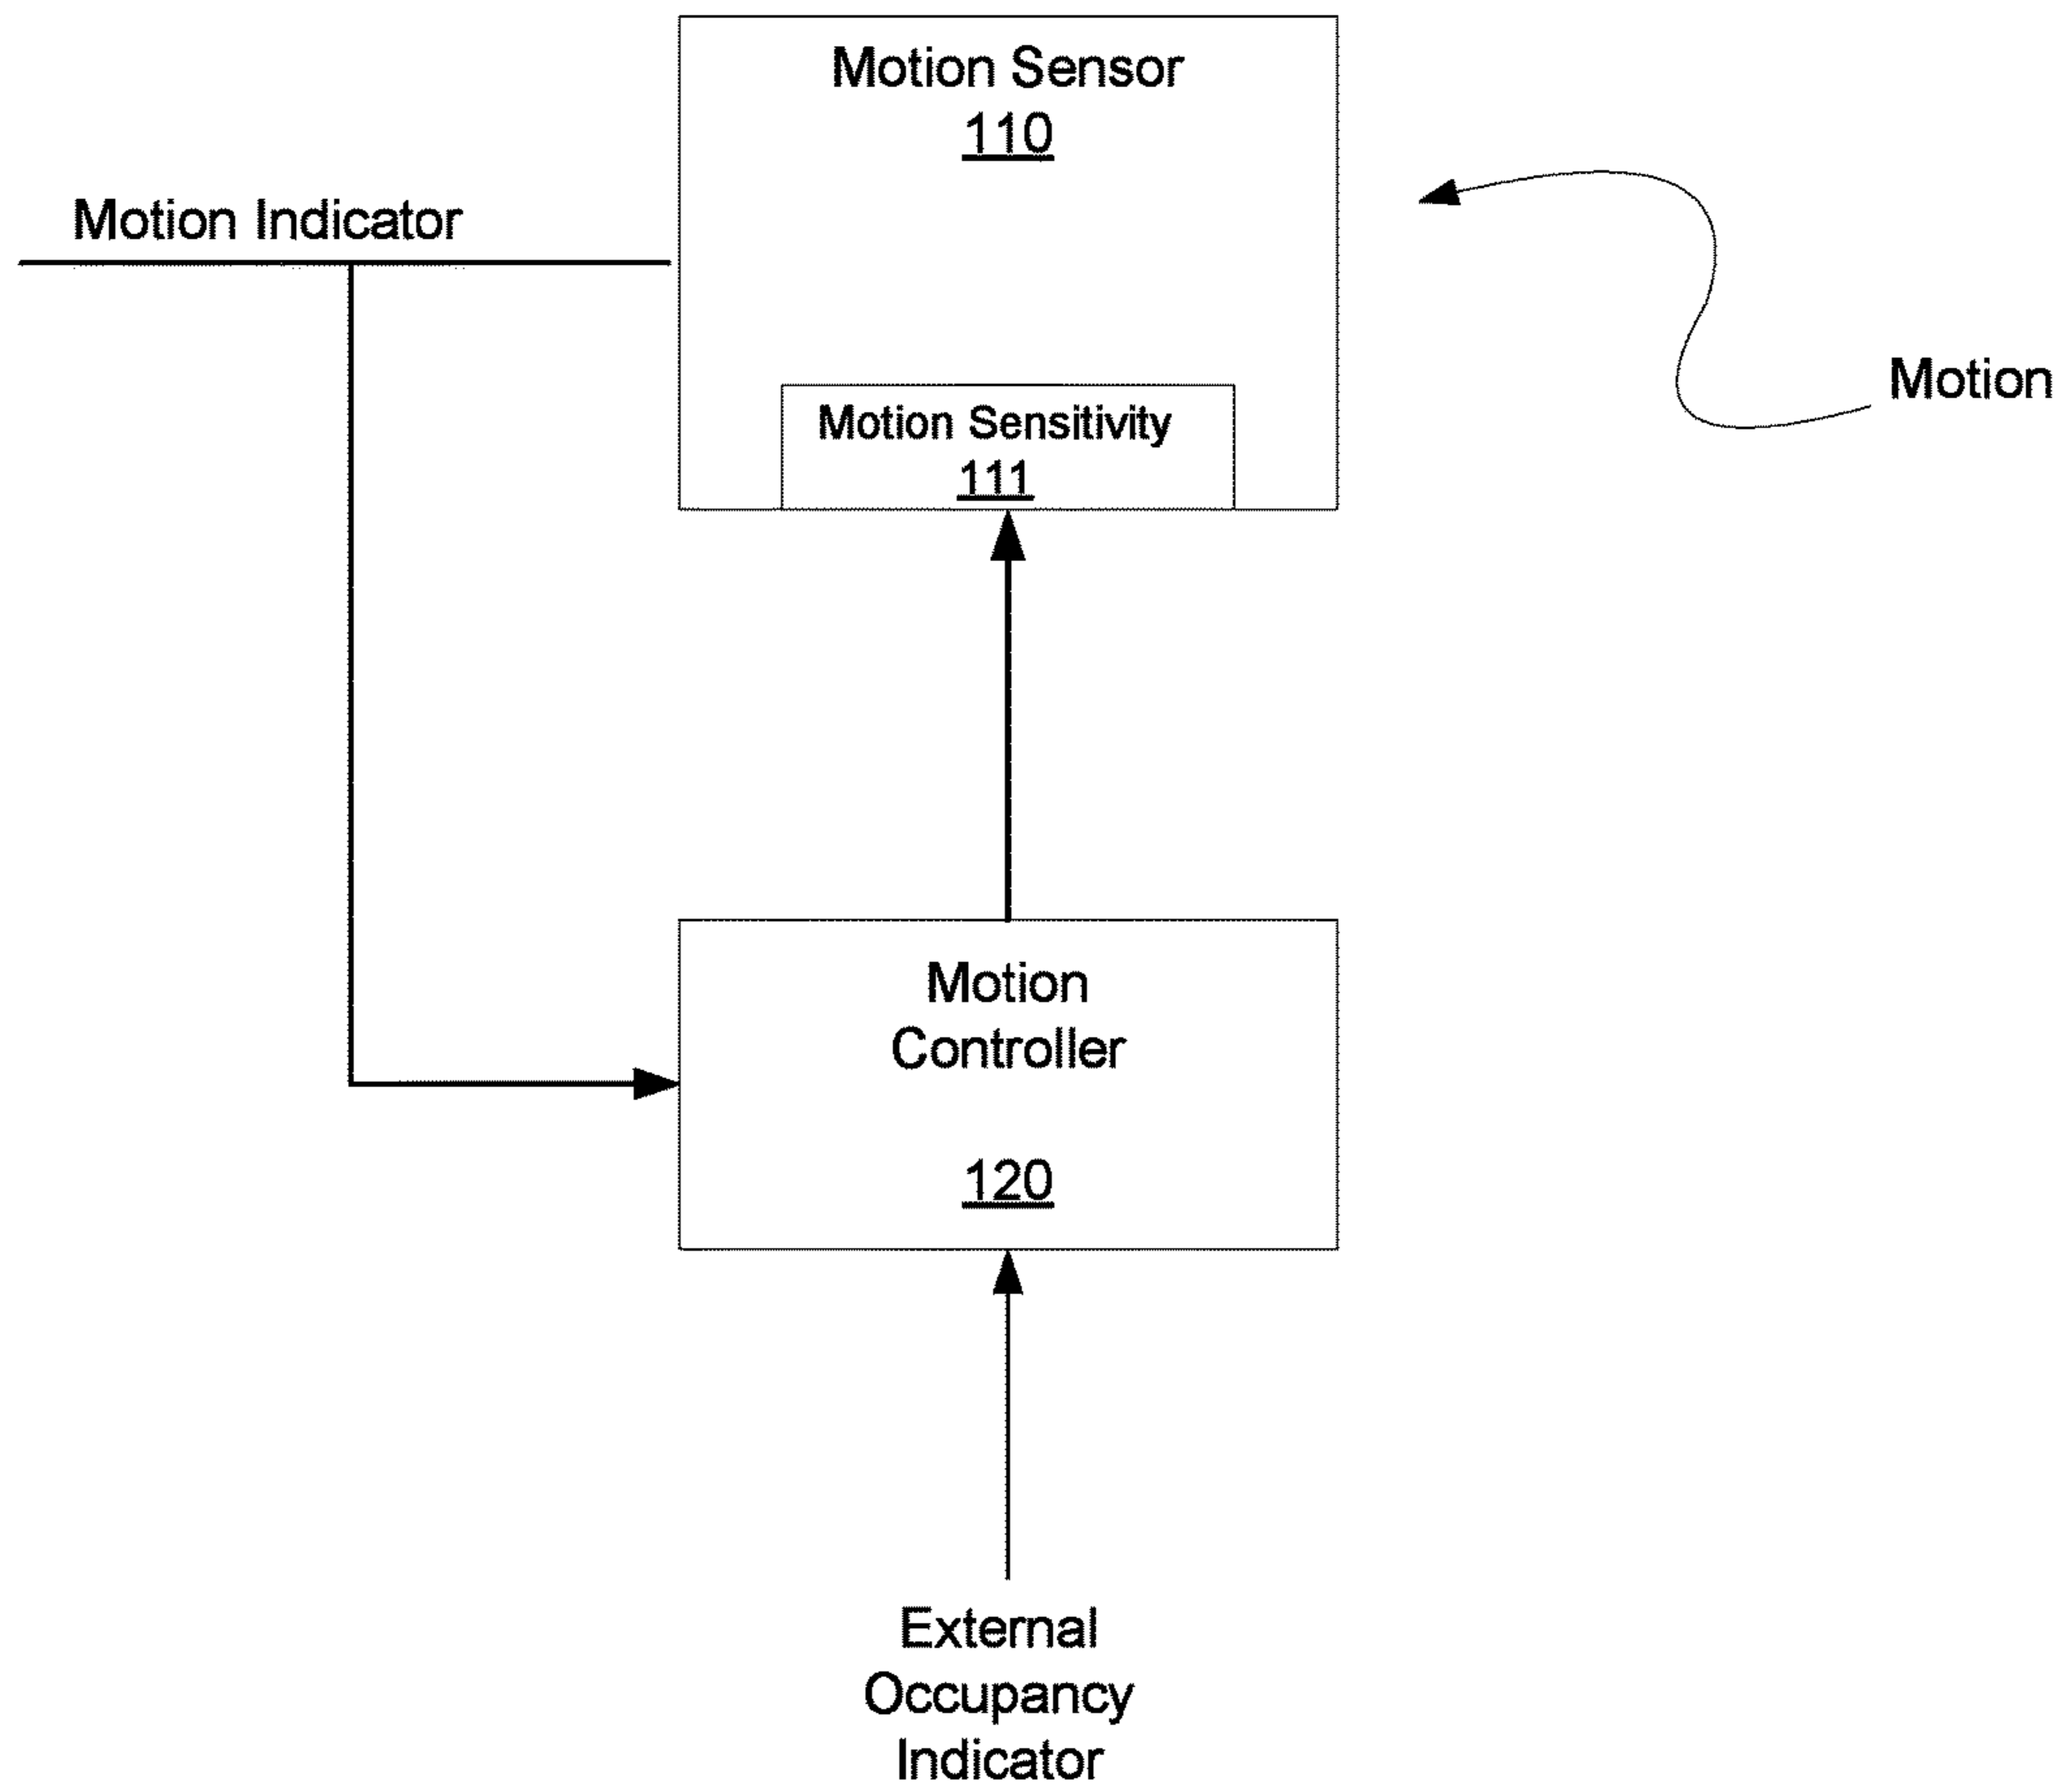 Motion Sensor
110
Motion Indicator
Motion
Motion Sensitivity
111
Motion
Controller
120
External
Occupancy
Indicator